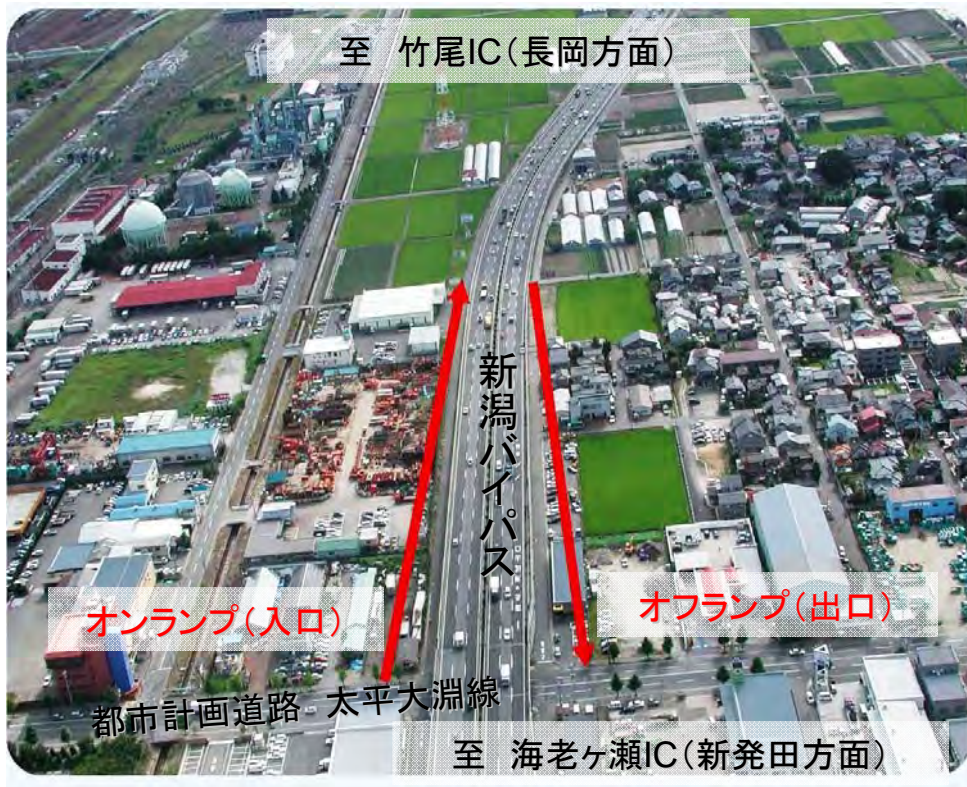 至　竹尾IC（長岡方面）
新潟バイパス
オンランプ（入口）
オフランプ（出口）
都市計画道路　太平大淵線
至　海老ヶ瀬IC（新発田方面）